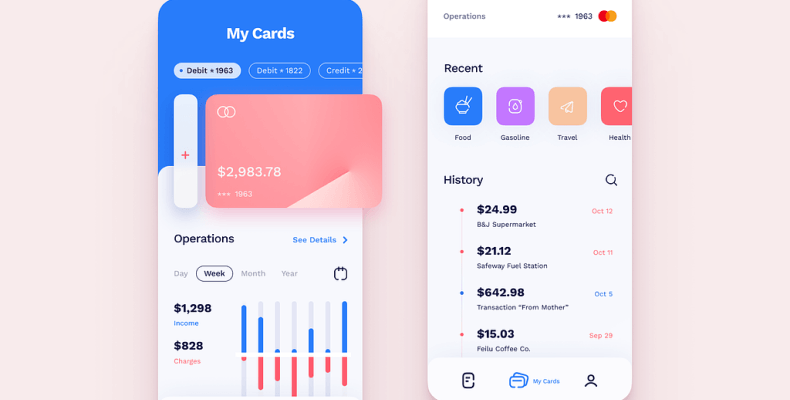 My Cards
Debit • 1963
Debit • 1822
Credit • 2
+
$2,983.78
*** 1963
Operations
See Details
Day
Week
Month
Year
$1,298
Income
$828
Charges
Operations
*** 1963
Recent
Food
Gasoline
Travel
Health
History
$24.99
Oct 12
B&J Supermarket
$21.12
Oct 11
Safeway Fuel Station
$642.98
Oct 5
Transaction “From Mother”
$15.03
Sep 29
Feilu Coffee Co.
My Cards